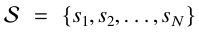 𝒮 = {s₁, s₂, . . . , s_N}